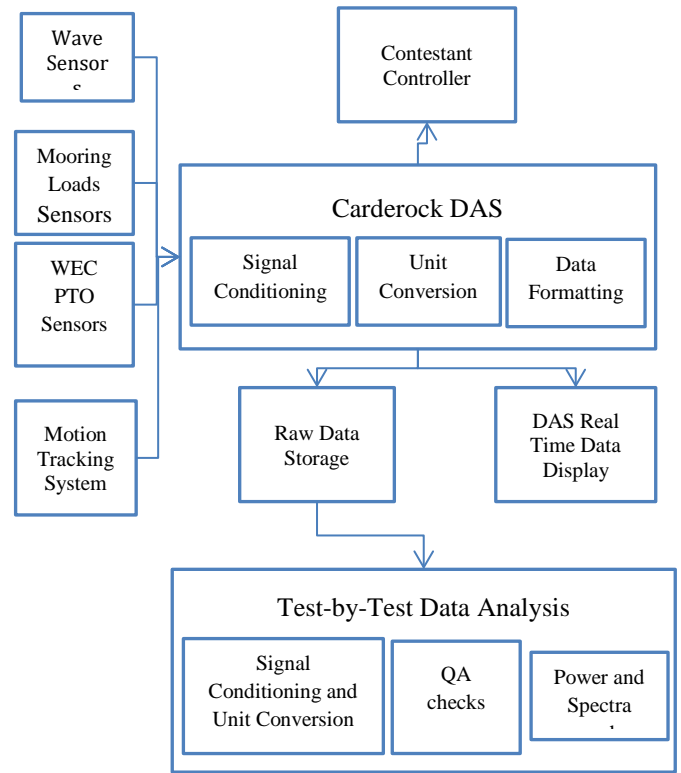 Wave
Sensor
Contestant
Controller
Mooring
Loads
Sensors
WEC
PTO
Sensors
Motion
Tracking
System
Carderock DAS
Signal
Conditioning
Unit
Conversion
Data
Formatting
Raw Data
Storage
DAS Real
Time Data
Display
Test-by-Test Data Analysis
Signal
Conditioning and
Unit Conversion
QA
checks
Power and
Spectra